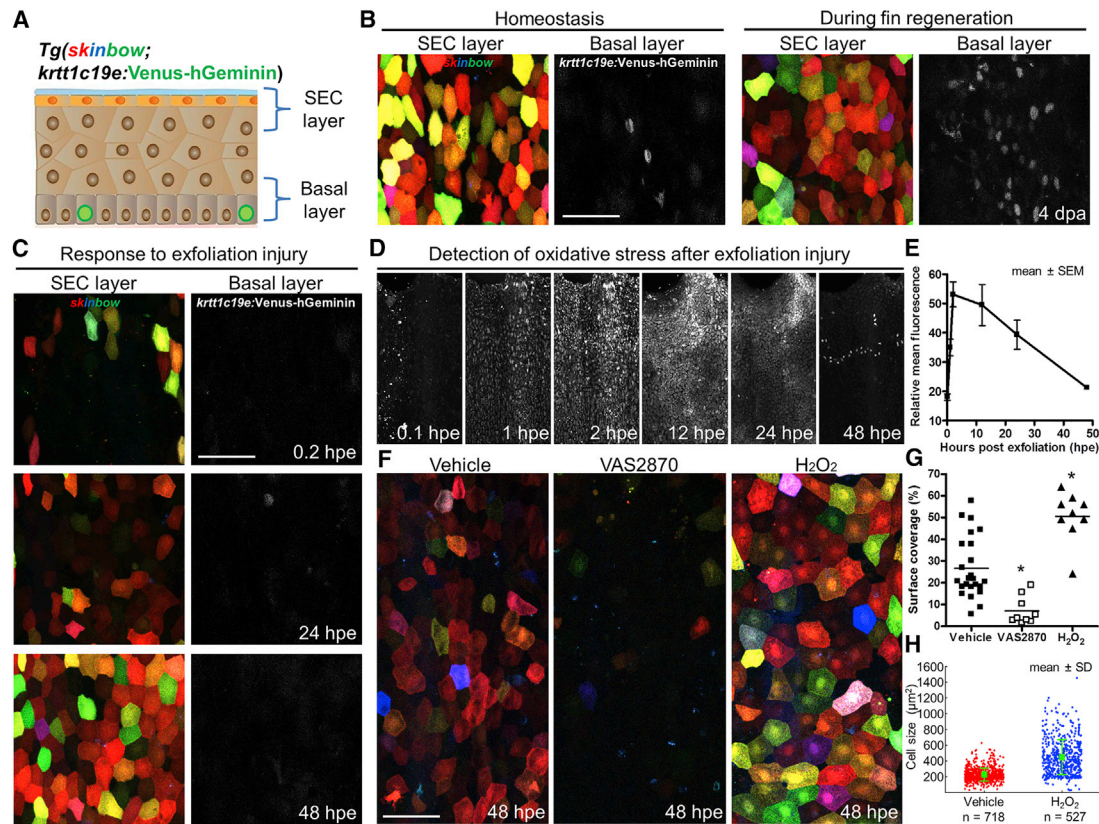 A
Tg(skinbow;
krtt1c19e:Venus-hGeminin)
SEC
layer
Basal
layer
B
Homeostasis
During fin regeneration
SEC layer
Basal layer
SEC layer
Basal layer
skinbow
krtt1c19e:Venus-hGeminin
4 dpa
C
Response to exfoliation injury
SEC layer
Basal layer
skinbow
krtt1c19e:Venus-hGeminin
0.2 hpe
24 hpe
48 hpe
D
Detection of oxidative stress after exfoliation injury
0.1 hpe
1 hpe
2 hpe
12 hpe
24 hpe
48 hpe
E
mean ± SEM
Relative mean fluorescence
60
50
40
30
20
10
0
10
20
30
40
50
Hours post exfoliation (hpe)
F
Vehicle
VAS2870
H₂O₂
48 hpe
48 hpe
48 hpe
G
Surface coverage (%)
70
60
50
40
30
20
10
0
*
*
Vehicle
VAS2870
H₂O₂
H
mean ± SD
Cell size (μm²)
1600
1400
1200
1000
800
600
400
200
Vehicle
n = 718
H₂O₂
n = 527